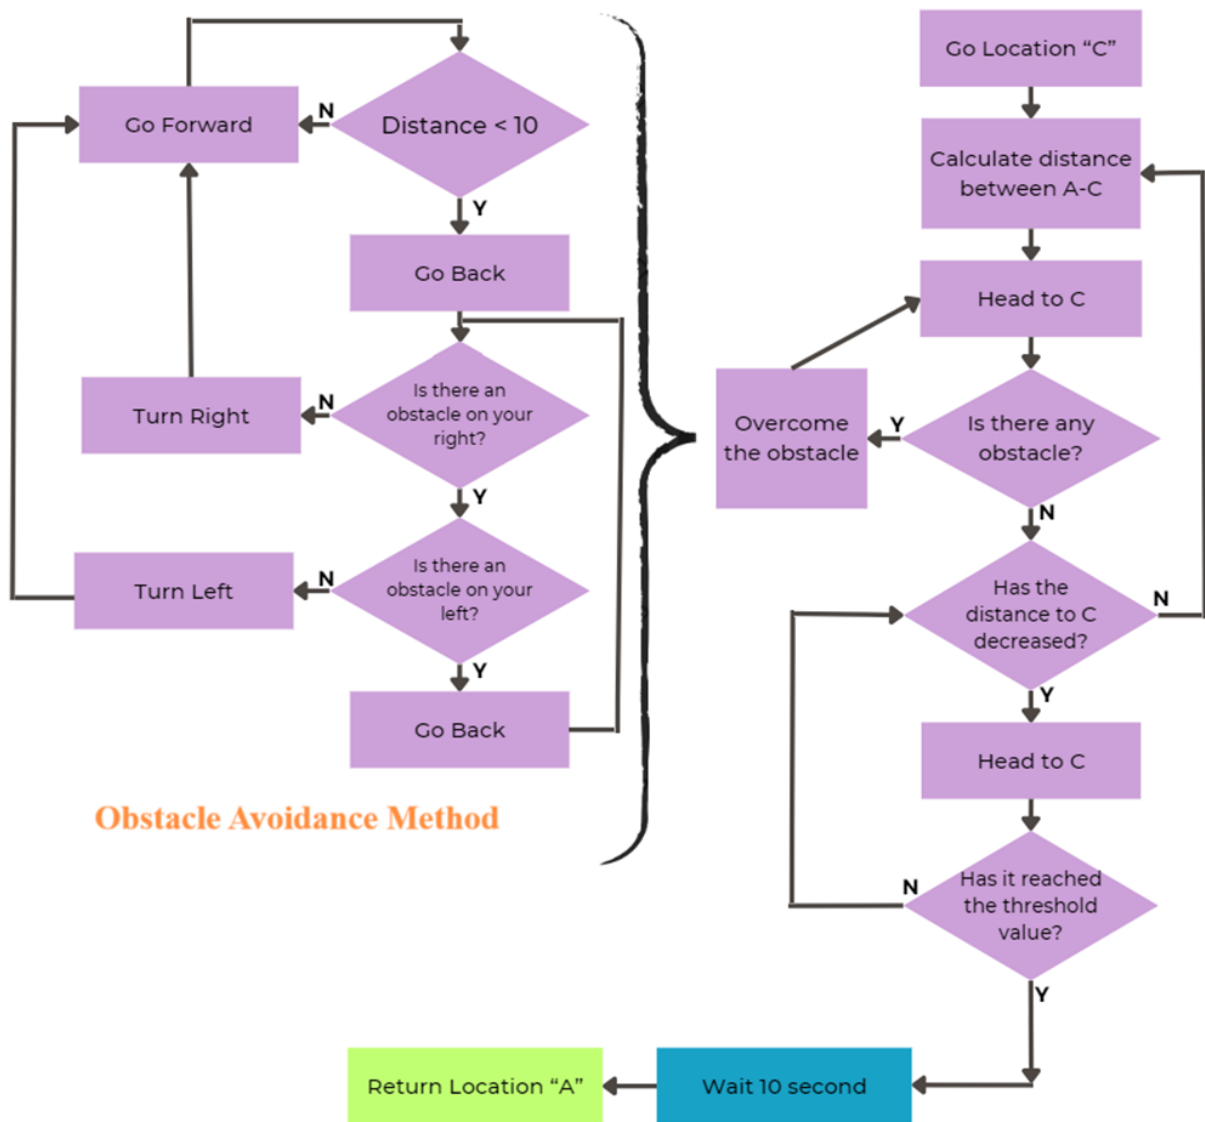 Go Forward
N
Distance < 10
Y
Go Back
Is there an
obstacle on your
right?
N
Turn Right
Y
Is there an
obstacle on your
left?
N
Turn Left
Y
Go Back
Obstacle Avoidance Method
Go Location “C”
Calculate distance
between A-C
Head to C
Is there any
obstacle?
Y
Overcome
the obstacle
N
Has the
distance to C
decreased?
N
Y
Head to C
Has it reached
the threshold
value?
N
Y
Wait 10 second
Return Location “A”